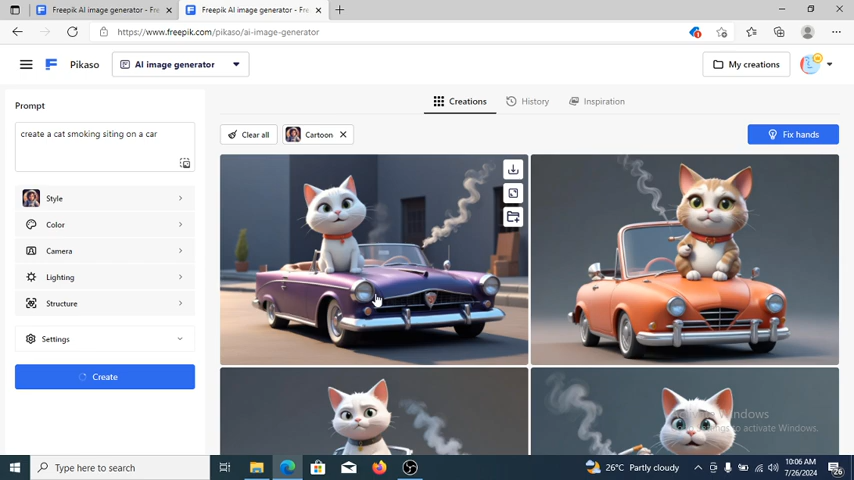 Freepik AI image generator - Fre
Freepik AI image generator - Fre
https://www.freepik.com/pikaso/ai-image-generator
Pikaso
AI image generator
My creations
Prompt
create a cat smoking siting on a car
Style
Color
Camera
Lighting
Structure
Settings
Create
Creations
History
Inspiration
Clear all
Cartoon
Fix hands
Windows
to activate Windows.
Type here to search
26°C Partly cloudy
10:06 AM
7/26/2024
26